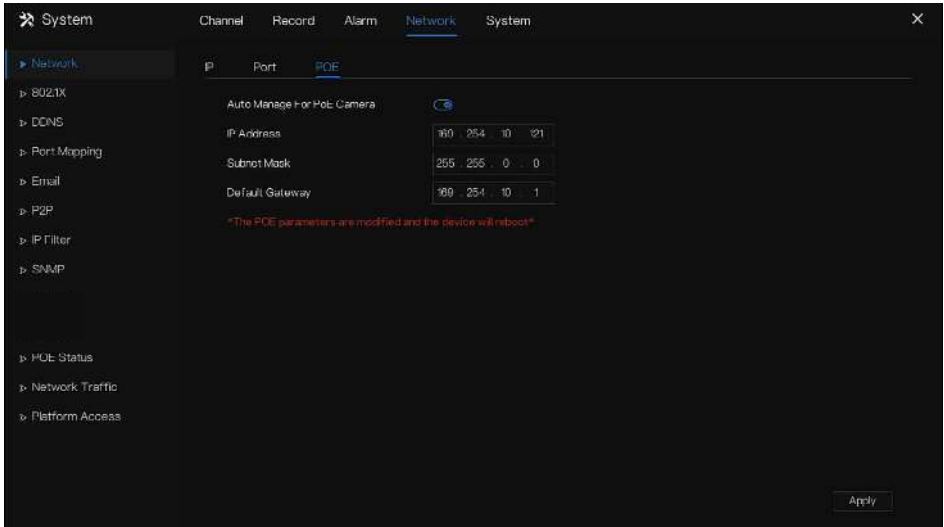 System
Channel Record Alarm Network System
Network
IP Port POE
802.1X
Auto Manage For PoE Camera
DDNS
IP Address 169 . 254 . 10 . 121
Port Mapping
Subnet Mask 255 . 255 . 0 . 0
Email
Default Gateway 169 . 254 . 10 . 1
P2P
*The POE parameters are modified and the device will reboot*
IP Filter
SNMP
POE Status
Network Traffic
Platform Access
Apply